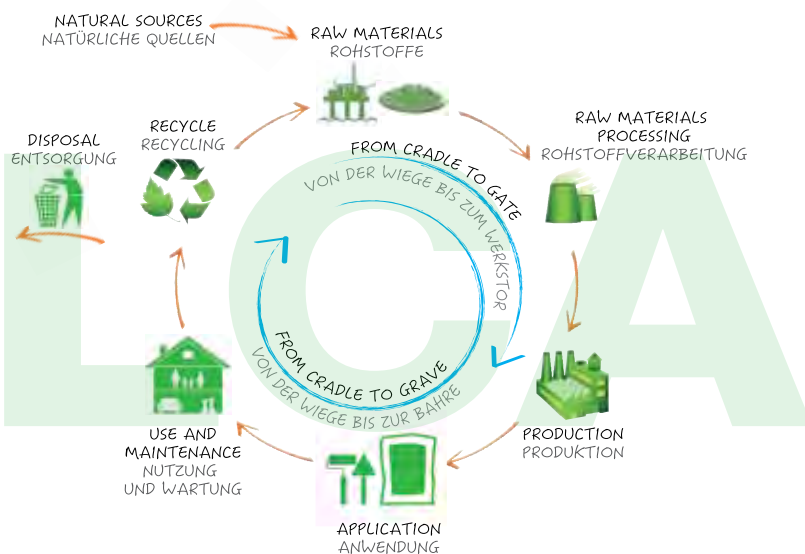 NATURAL SOURCES
NATÜRLICHE QUELLEN
RAW MATERIALS
ROHSTOFFE
RAW MATERIALS
PROCESSING
ROHSTOFFVERARBEITUNG
RECYCLE
RECYCLING
DISPOSAL
ENTSORGUNG
FROM CRADLE TO GATE
VON DER WIEGE BIS ZUM WERKSTOR
LCA
FROM CRADLE TO GRAVE
VON DER WIEGE BIS ZUR BAHRE
USE AND
MAINTENANCE
NUTZUNG
UND WARTUNG
PRODUCTION
PRODUKTION
APPLICATION
ANWENDUNG